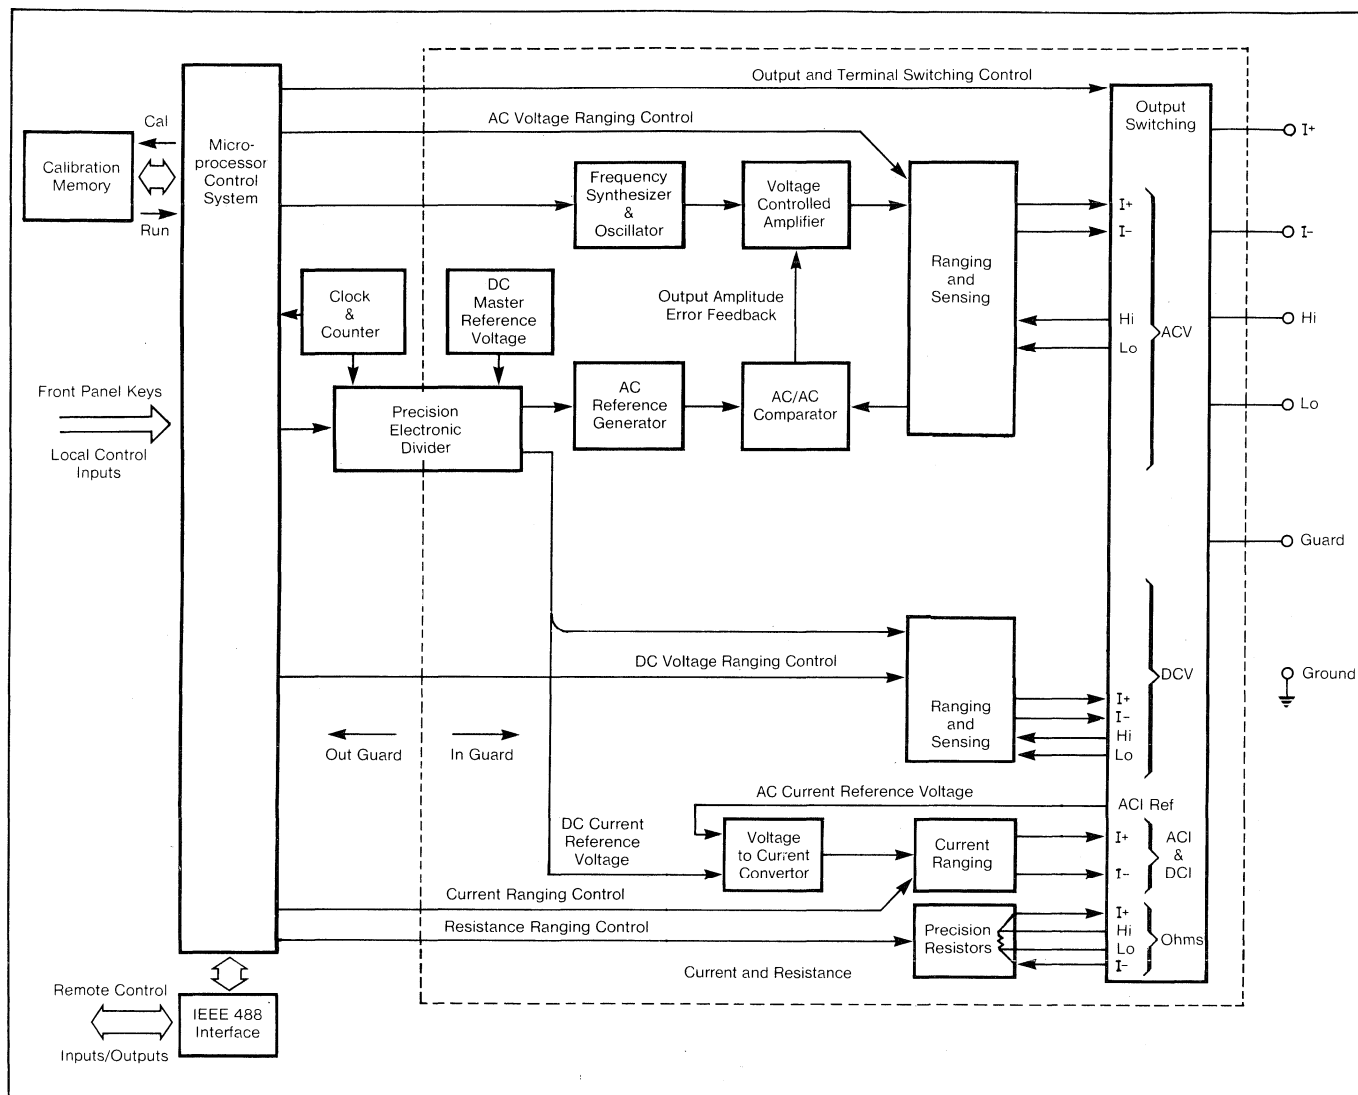 Output and Terminal Switching Control
AC Voltage Ranging Control
Cal
Calibration
Memory
Run
Micro-
processor
Control
System
Frequency
Synthesizer
&
Oscillator
Voltage
Controlled
Amplifier
Ranging
and
Sensing
Output
Switching
I+
I-
Hi
Lo
ACV
I+
I-
Hi
Lo
Guard
Ground
Clock
&
Counter
DC
Master
Reference
Voltage
Output Amplitude
Error Feedback
Front Panel Keys
Local Control
Inputs
Precision
Electronic
Divider
AC
Reference
Generator
AC/AC
Comparator
DC Voltage Ranging Control
Ranging
and
Sensing
I+
I-
Hi
Lo
DCV
Out Guard
In Guard
AC Current Reference Voltage
ACI Ref
DC Current
Reference
Voltage
Voltage
to Current
Convertor
Current
Ranging
I+
I-
ACI
&
DCI
Current Ranging Control
Resistance Ranging Control
Precision
Resistors
I+
Hi
Lo
I-
Ohms
Current and Resistance
Remote Control
Inputs/Outputs
IEEE 488
Interface